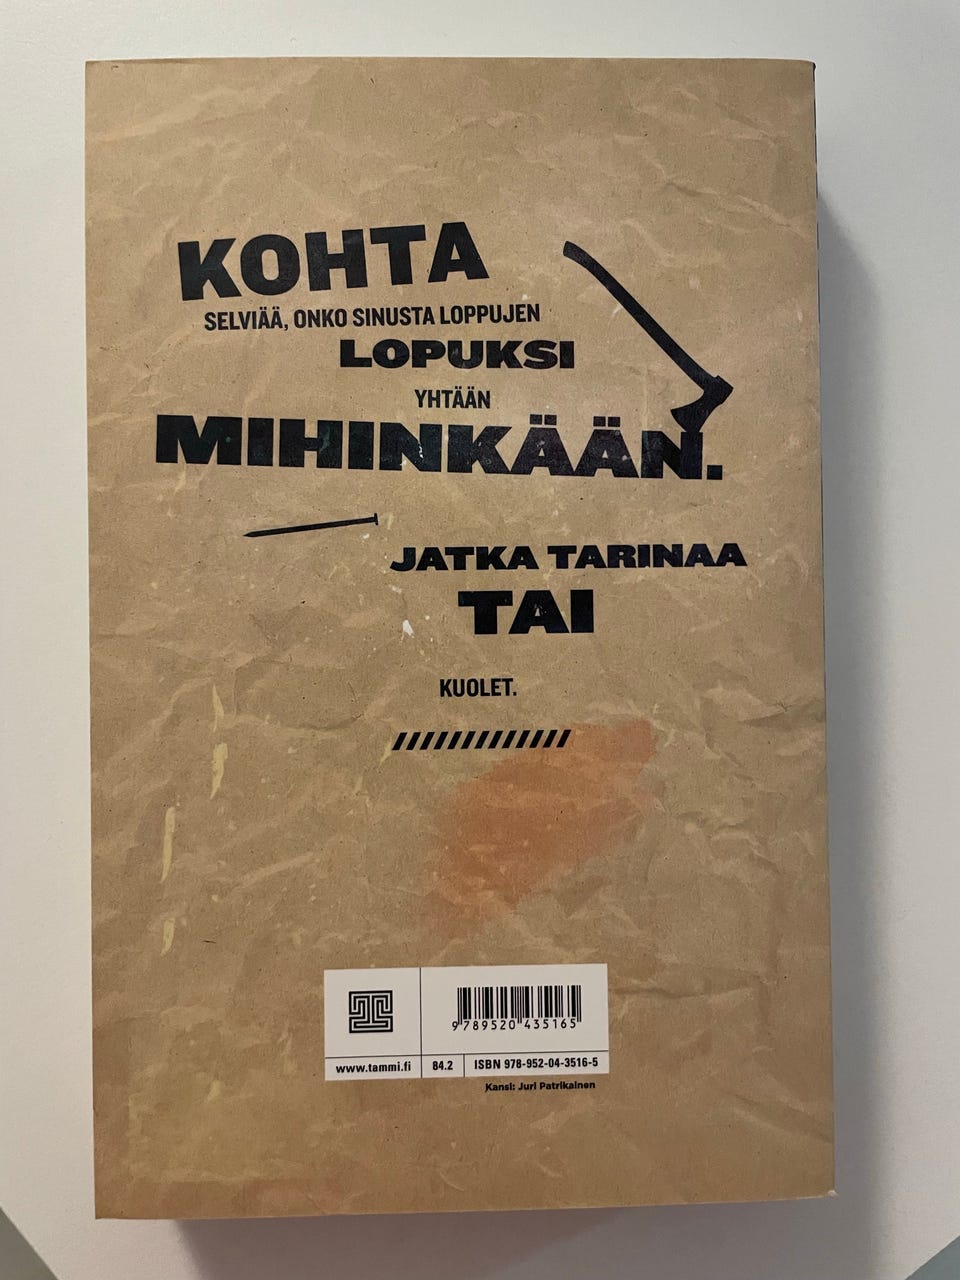 KOHTA
SELVIÄÄ, ONKO SINUSTA LOPPUJEN
LOPUKSI
YHTÄÄN
MIHINKÄÄN.
JATKA TARINAA
TAI
KUOLET.
9789520435165
www.tammi.fi 84.2 ISBN 978-952-04-3516-5
Kansi: Juri Patrikainen